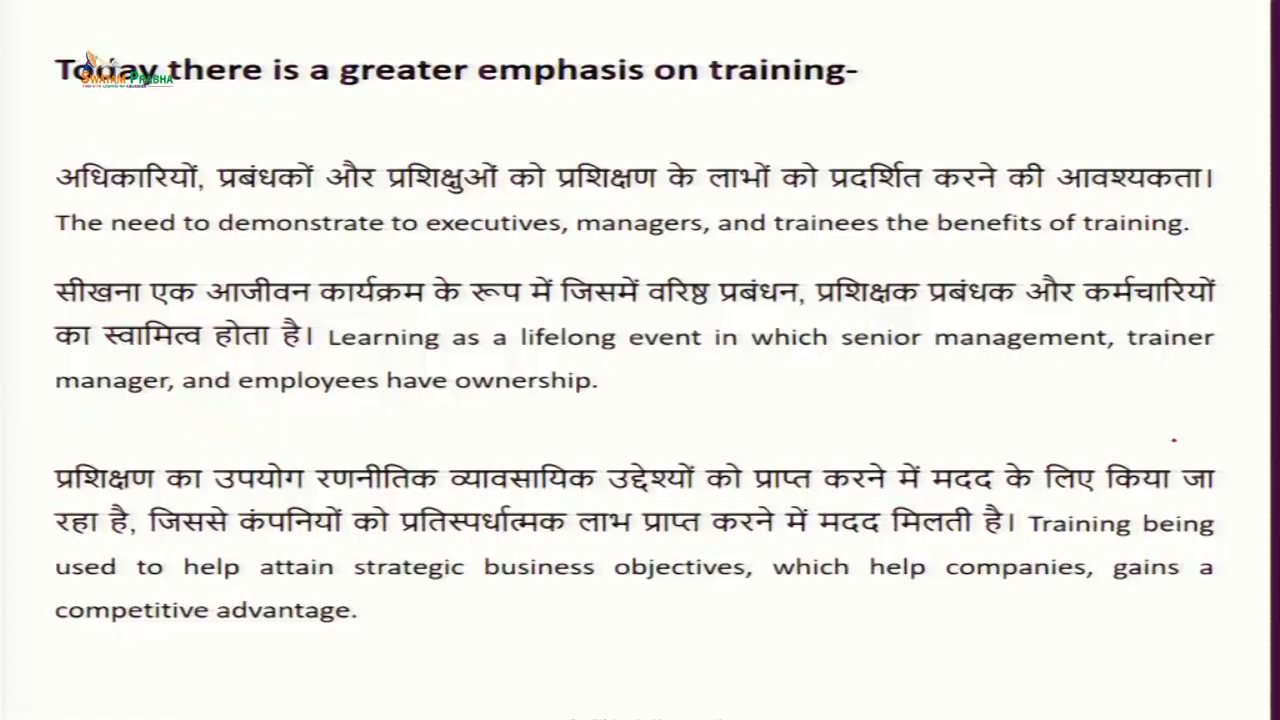 Today there is a greater emphasis on training-
SWAYAM PRABHA
अधिकारियों, प्रबंधकों और प्रशिक्षुओं को प्रशिक्षण के लाभों को प्रदर्शित करने की आवश्यकता।
The need to demonstrate to executives, managers, and trainees the benefits of training.
सीखना एक आजीवन कार्यक्रम के रूप में जिसमें वरिष्ठ प्रबंधन, प्रशिक्षक प्रबंधक और कर्मचारियों
का स्वामित्व होता है। Learning as a lifelong event in which senior management, trainer
manager, and employees have ownership.
प्रशिक्षण का उपयोग रणनीतिक व्यावसायिक उद्देश्यों को प्राप्त करने में मदद के लिए किया जा
रहा है, जिससे कंपनियों को प्रतिस्पर्धात्मक लाभ प्राप्त करने में मदद मिलती है। Training being
used to help attain strategic business objectives, which help companies, gains a
competitive advantage.